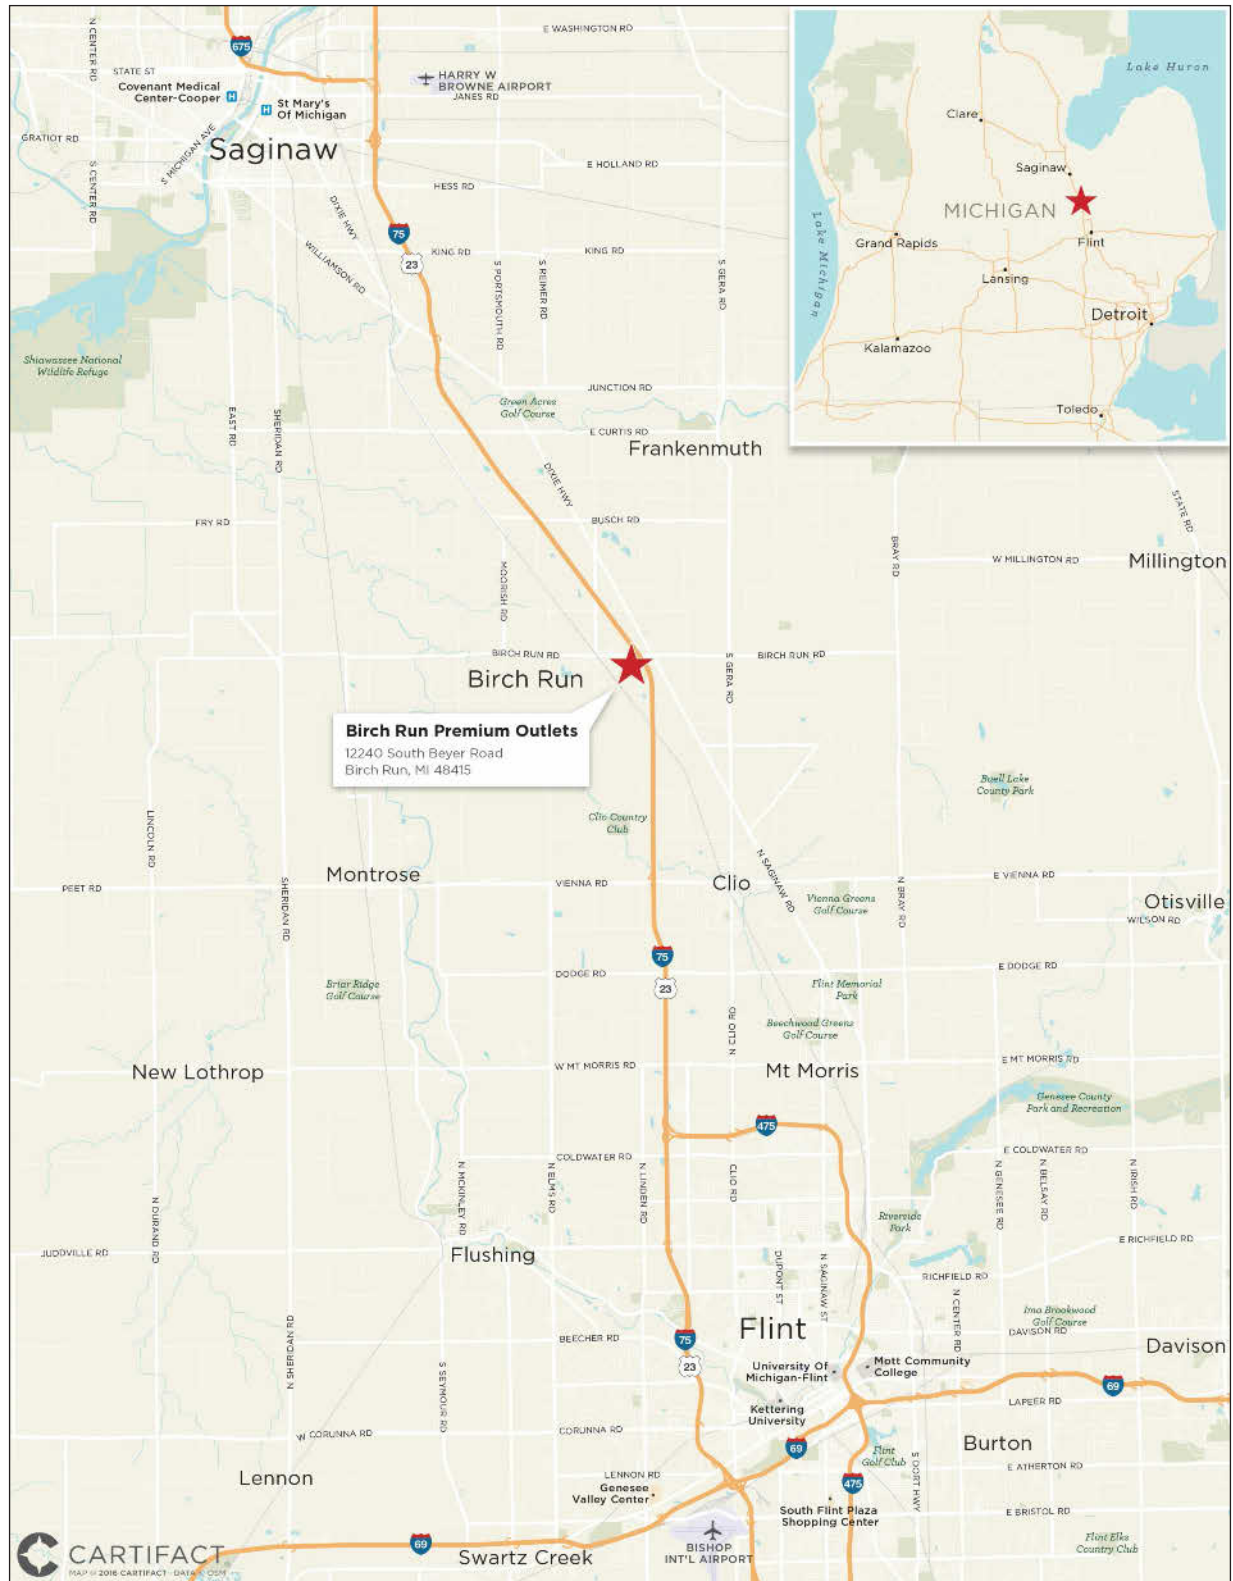 675
E WASHINGTON RD
N CENTER RD
STATE ST
Covenant Medical
Center-Cooper
H
H
St Mary's
Of Michigan
HARRY W
BROWNE AIRPORT
JANES RD
GRATIOT RD
S MICHIGAN AVE
Saginaw
E HOLLAND RD
S CENTER RD
HESS RD
DIXIE HWY
75
23
KING RD
KING RD
WILLIAMSON RD
S PORTSMOUTH RD
S REIMER RD
S GERA RD
Shiawassee National
Wildlife Refuge
JUNCTION RD
Green Acres
Golf Course
EAST RD
SHERIDAN RD
E CURTIS RD
Frankenmuth
Lake Huron
Clare
Saginaw
MICHIGAN
Lake Michigan
Grand Rapids
Flint
Lansing
Detroit
Kalamazoo
Toledo
DIXIE HWY
STATE RD
FRY RD
BUSCH RD
BRAY RD
W MILLINGTON RD
Millington
MOORISH RD
BIRCH RUN RD
BIRCH RUN RD
Birch Run
S GERA RD
Birch Run Premium Outlets
12240 South Beyer Road
Birch Run, MI 48415
Buell Lake
County Park
LINCOLN RD
Clio Country
Club
Montrose
N SAGINAW RD
PEET RD
SHERIDAN RD
VIENNA RD
Clio
E VIENNA RD
Vienna Greens
Golf Course
N BRAY RD
Otisville
WILSON RD
75
23
DODGE RD
E DODGE RD
Briar Ridge
Golf Course
Flint Memorial
Park
N CLIO RD
Beechwood Greens
Golf Course
New Lothrop
W MT MORRIS RD
Mt Morris
E MT MORRIS RD
Genesee County
Park and Recreation
475
COLDWATER RD
E COLDWATER RD
N DURAND RD
N MCKINLEY RD
N ELMS RD
N LINDEN RD
CLIO RD
N GENESEE RD
N BELSAY RD
N IRISH RD
Riverside
Park
JUDDVILLE RD
Flushing
E RICHFIELD RD
DUPONT ST
N SAGINAW ST
RICHFIELD RD
N CENTER RD
Ima Brookwood
Golf Course
N SHERIDAN RD
BEECHER RD
75
23
Flint
DAVISON RD
Davison
University Of
Michigan-Flint
Mott Community
College
S SEYMOUR RD
69
Kettering
University
LAPEER RD
W CORUNNA RD
CORUNNA RD
69
Flint
Golf Club
Burton
Lennon
LENNON RD
Genesee
Valley Center
475
S DORT HWY
E ATHERTON RD
South Flint Plaza
Shopping Center
E BRISTOL RD
69
Swartz Creek
BISHOP
INT'L AIRPORT
Flint Elks
Country Club
CARTIFACT
MAP © 2016 CARTIFACT · DATA © OSM